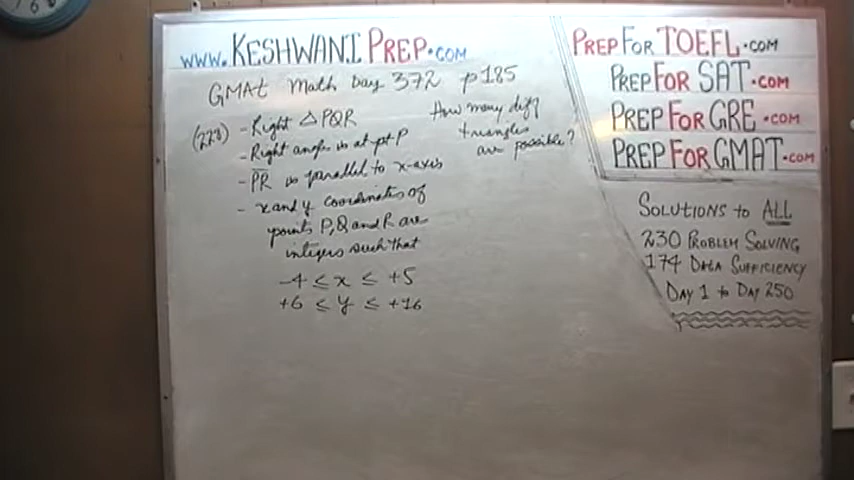 www.KESHWANIPREP.com
GMAT Math Day 372 p185
(228) - Right △PQR
- Right angle is at pt P
- PR is parallel to x-axis
- x and y coordinates of
points P, Q and R are
integers such that
-4 ≤ x ≤ +5
+6 ≤ y ≤ +16
How many diff
triangles
are possible?
PREPFORTOEFL.com
PREPFORSAT.com
PREPFORGRE.com
PREPFORGMAT.com
SOLUTIONS to ALL
230 PROBLEM SOLVING
174 DATA SUFFICIENCY
DAY 1 to DAY 250